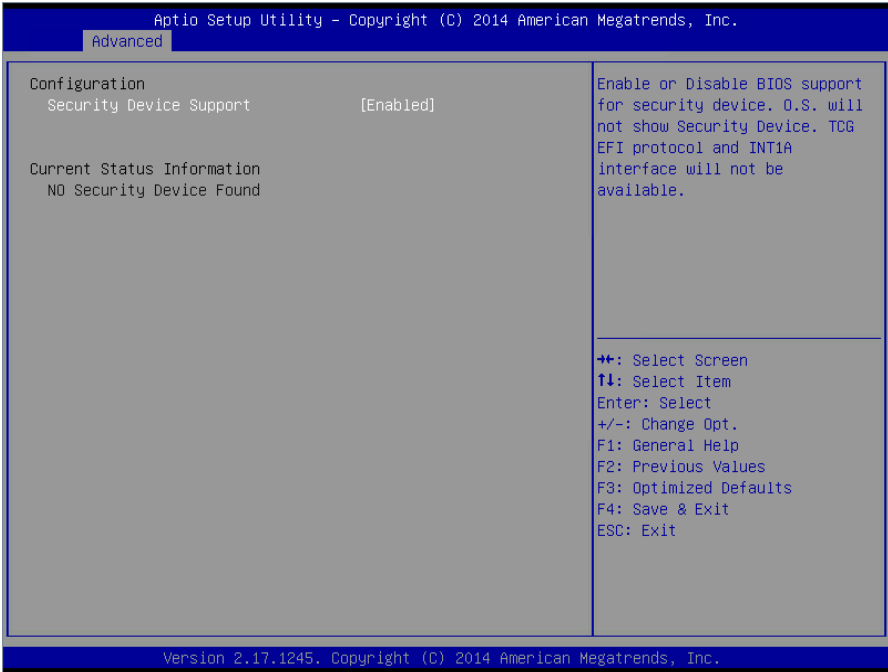 Aptio Setup Utility – Copyright (C) 2014 American Megatrends, Inc.
Advanced
Configuration
Security Device Support [Enabled]
Current Status Information
NO Security Device Found
Enable or Disable BIOS support
for security device. O.S. will
not show Security Device. TCG
EFI protocol and INT1A
interface will not be
available.
→←: Select Screen
↑↓: Select Item
Enter: Select
+/-: Change Opt.
F1: General Help
F2: Previous Values
F3: Optimized Defaults
F4: Save & Exit
ESC: Exit
Version 2.17.1245. Copyright (C) 2014 American Megatrends, Inc.